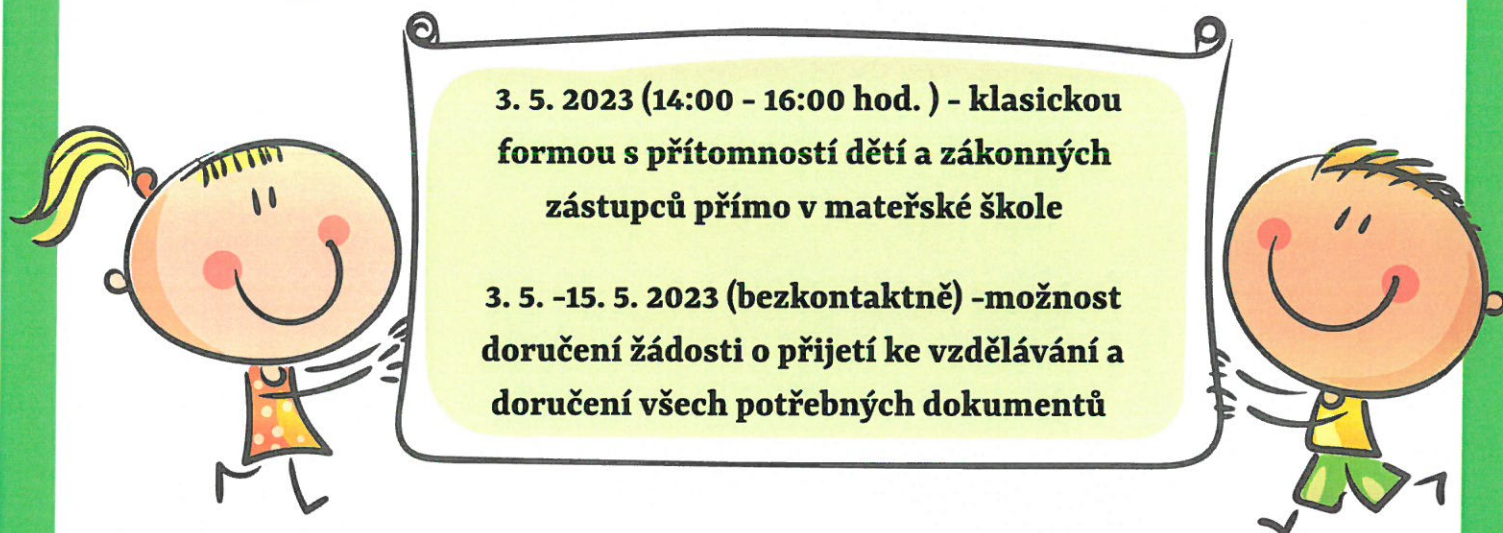 3. 5. 2023 (14:00 - 16:00 hod. ) - klasickou
formou s přítomností dětí a zákonných
zástupců přímo v mateřské škole
3. 5. -15. 5. 2023 (bezkontaktně) -možnost
doručení žádosti o přijetí ke vzdělávání a
doručení všech potřebných dokumentů